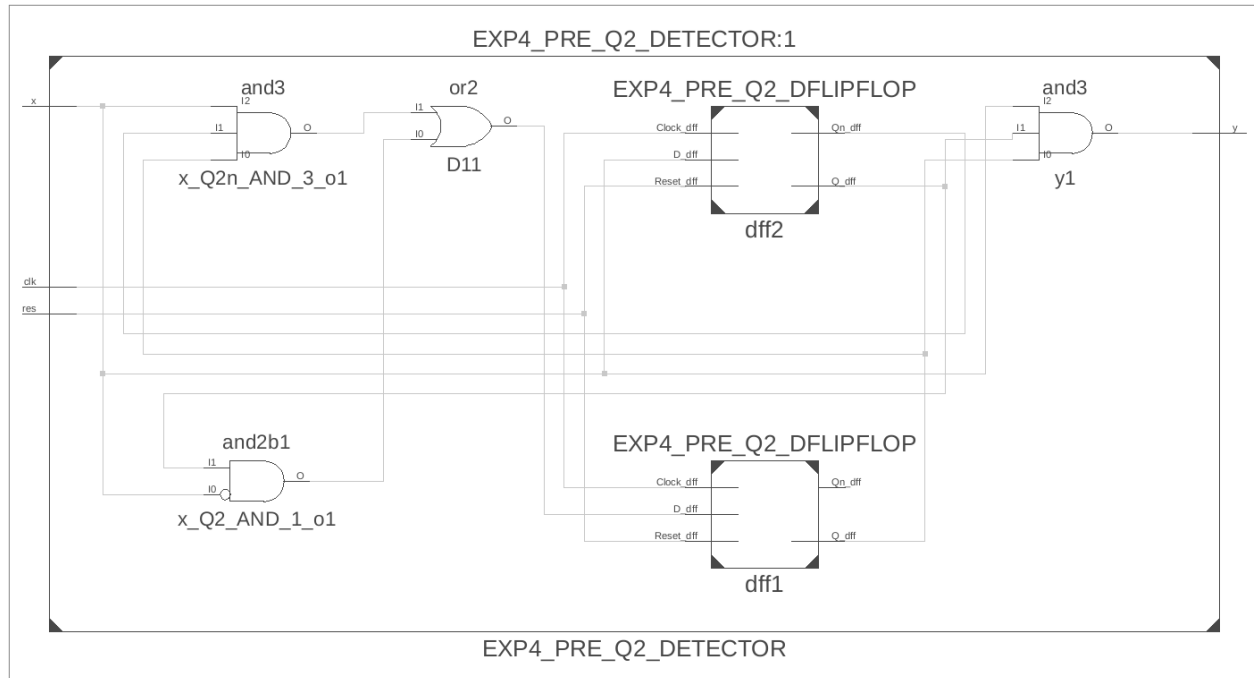 EXP4_PRE_Q2_DETECTOR:1
and3
or2
EXP4_PRE_Q2_DFLIPFLOP
and3
x
I2
I1
I0
O
x_Q2n_AND_3_o1
I1
I0
O
D11
Clock_dff
D_dff
Reset_dff
Qn_dff
Q_dff
dff2
I2
I1
I0
O
y
y1
clk
res
and2b1
I1
I0
O
x_Q2_AND_1_o1
EXP4_PRE_Q2_DFLIPFLOP
Clock_dff
D_dff
Reset_dff
Qn_dff
Q_dff
dff1
EXP4_PRE_Q2_DETECTOR